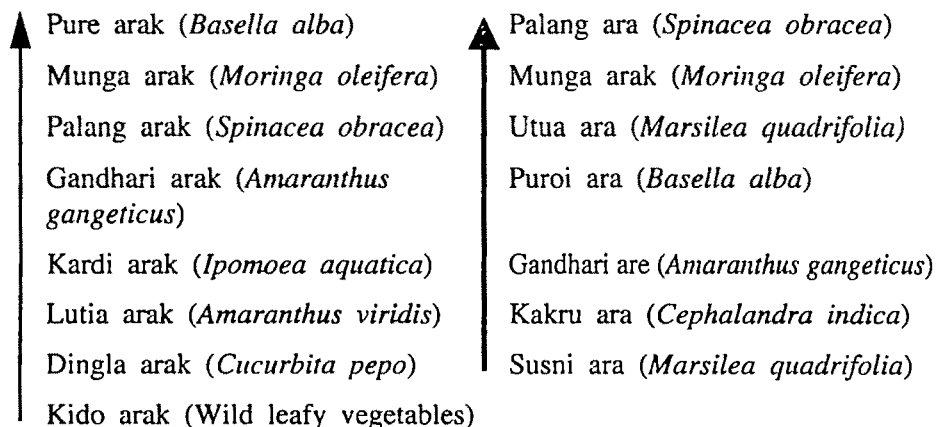 Pure arak (Basella alba)
Munga arak (Moringa oleifera)
Palang arak (Spinacea obracea)
Gandhari arak (Amaranthus
gangeticus)
Kardi arak (Ipomoea aquatica)
Lutia arak (Amaranthus viridis)
Dingla arak (Cucurbita pepo)
Kido arak (Wild leafy vegetables)
Palang ara (Spinacea obracea)
Munga arak (Moringa oleifera)
Utua ara (Marsilea quadrifolia)
Puroi ara (Basella alba)
Gandhari are (Amaranthus gangeticus)
Kakru ara (Cephalandra indica)
Susni ara (Marsilea quadrifolia)